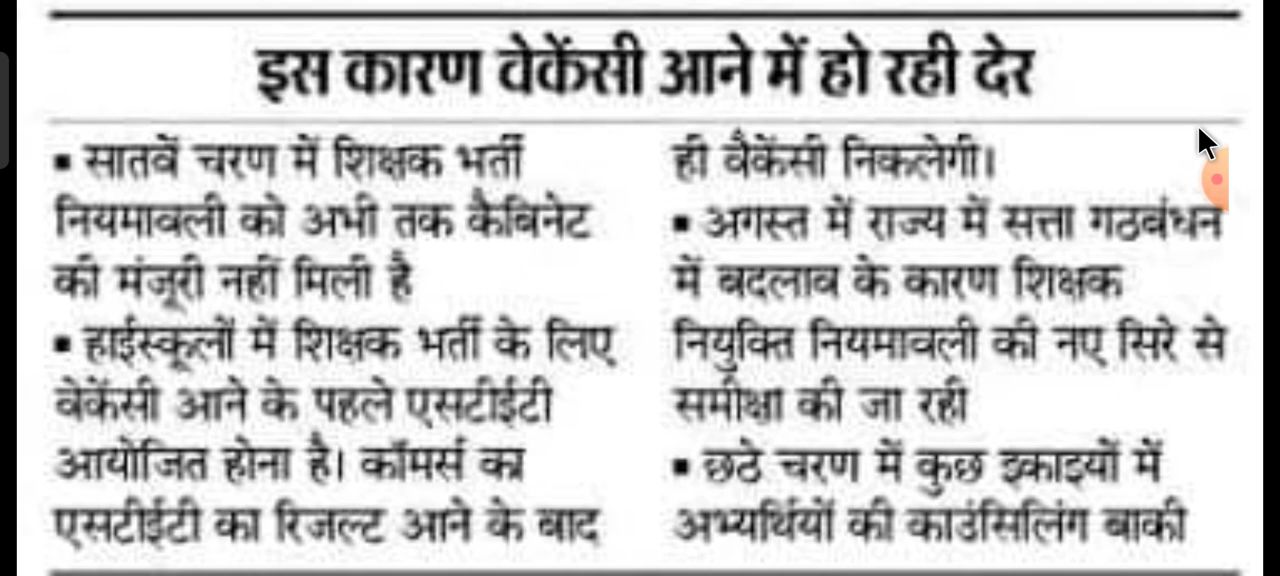 इस कारण वेकेंसी आने में हो रही देर
▪ सातवें चरण में शिक्षक भर्ती
नियमावली को अभी तक कैबिनेट
की मंजूरी नहीं मिली है
▪ हाईस्कूलों में शिक्षक भर्ती के लिए
वेकेंसी आने के पहले एसटीईटी
आयोजित होना है। कॉमर्स का
एसटीईटी का रिजल्ट आने के बाद
ही वैकेंसी निकलेगी।
▪ अगस्त में राज्य में सत्ता गठबंधन
में बदलाव के कारण शिक्षक
नियुक्ति नियमावली की नए सिरे से
समीक्षा की जा रही
▪ छठे चरण में कुछ इकाइयों में
अभ्यर्थियों की काउंसिलिंग बाकी